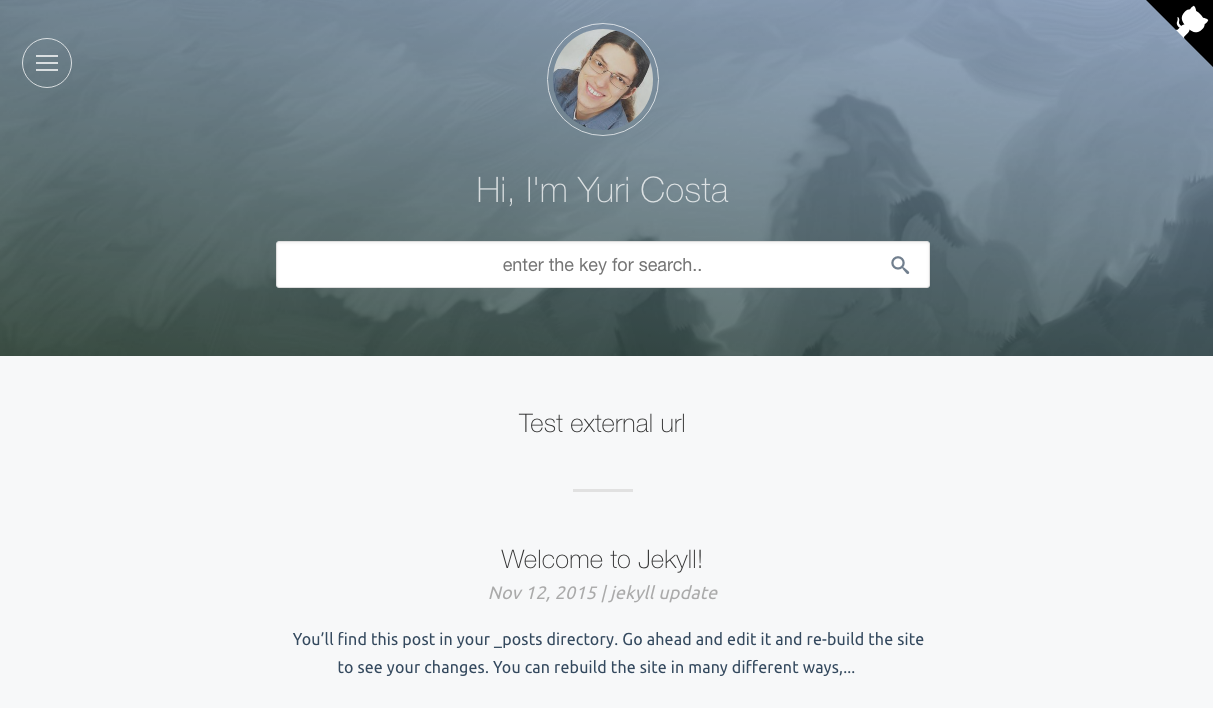 Hi, I'm Yuri Costa
enter the key for search..
Test external url
Welcome to Jekyll!
Nov 12, 2015 | jekyll update
You’ll find this post in your _posts directory. Go ahead and edit it and re-build the site
to see your changes. You can rebuild the site in many different ways,...